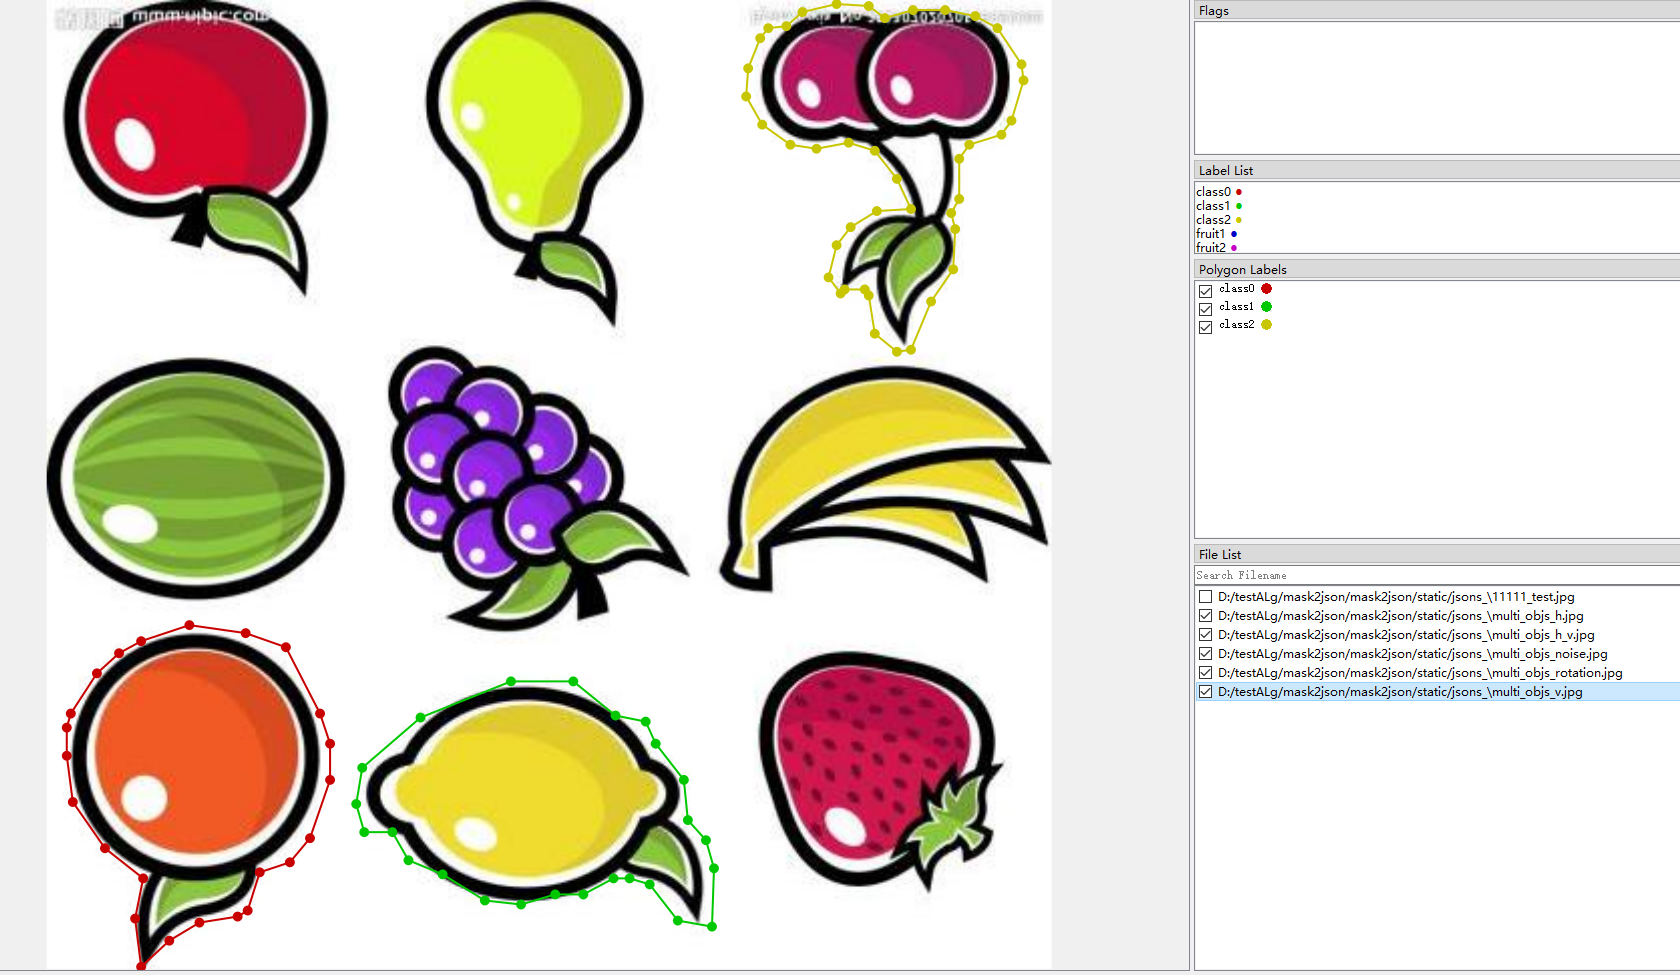 Flags
Label List
class0
class1
class2
fruit1
fruit2
Polygon Labels
class0
class1
class2
File List
Search Filename
D:/testALg/mask2json/mask2json/static/jsons_\11111_test.jpg
D:/testALg/mask2json/mask2json/static/jsons_\multi_objs_h.jpg
D:/testALg/mask2json/mask2json/static/jsons_\multi_objs_h_v.jpg
D:/testALg/mask2json/mask2json/static/jsons_\multi_objs_noise.jpg
D:/testALg/mask2json/mask2json/static/jsons_\multi_objs_rotation.jpg
D:/testALg/mask2json/mask2json/static/jsons_\multi_objs_v.jpg